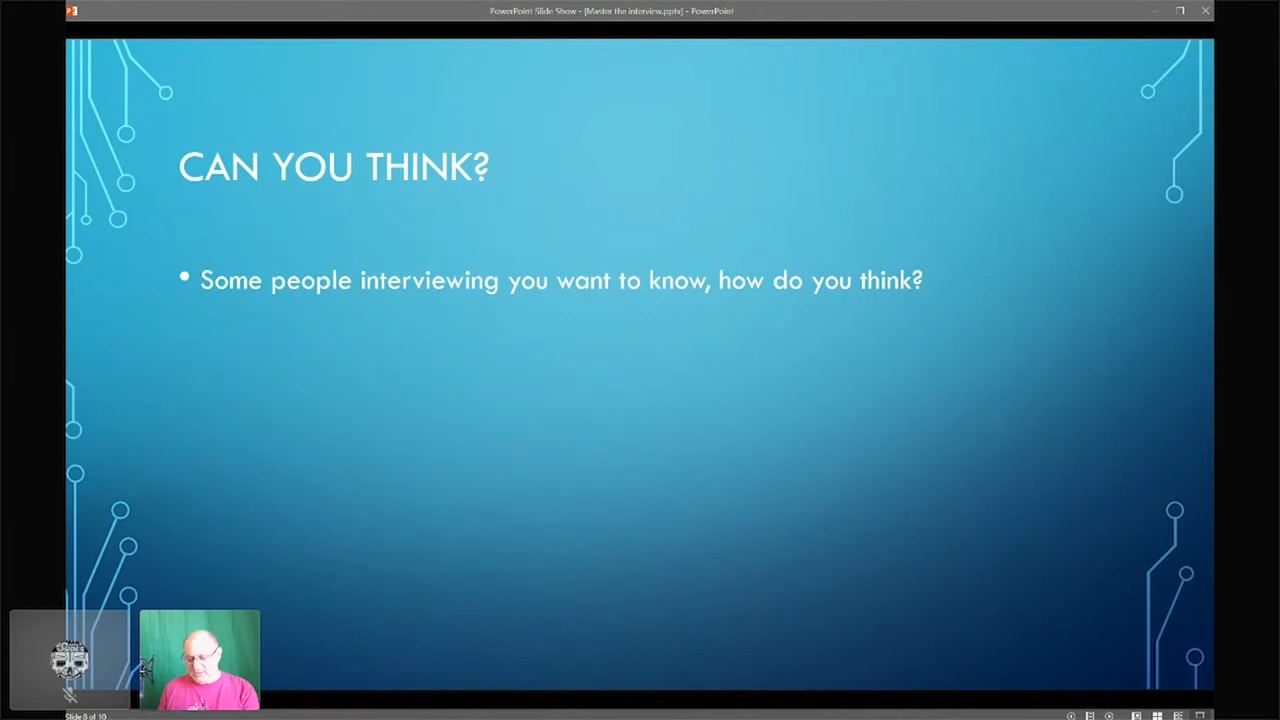 PowerPoint Slide Show - [Master the interview.pptx] - PowerPoint
CAN YOU THINK?
• Some people interviewing you want to know, how do you think?
Slide 8 of 10